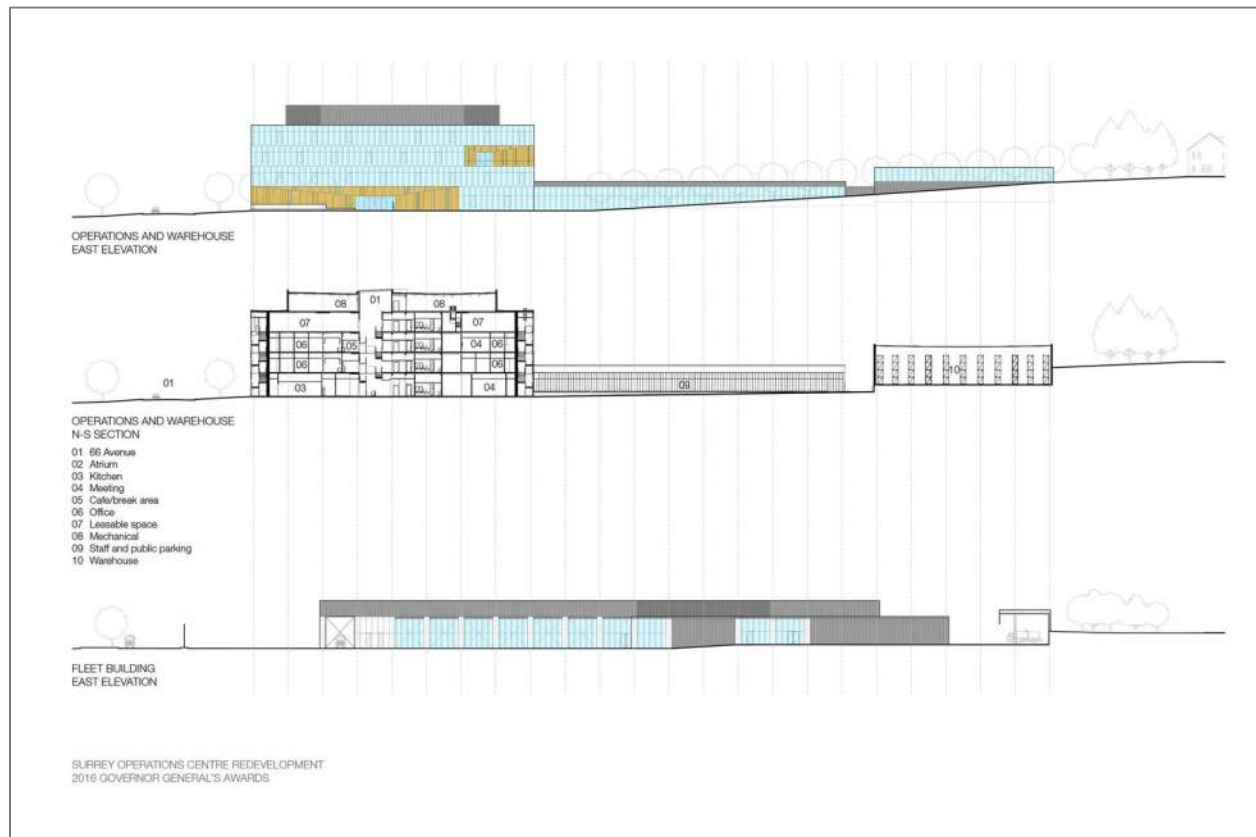 OPERATIONS AND WAREHOUSE
EAST ELEVATION
08 01 08
07 07
06 05 04 06
06 06
01 03 04 09 10
OPERATIONS AND WAREHOUSE
N-S SECTION
01 66 Avenue
02 Atrium
03 Kitchen
04 Meeting
05 Cafe/break area
06 Office
07 Leasable space
08 Mechanical
09 Staff and public parking
10 Warehouse
FLEET BUILDING
EAST ELEVATION
SURREY OPERATIONS CENTRE REDEVELOPMENT
2016 GOVERNOR GENERAL'S AWARDS